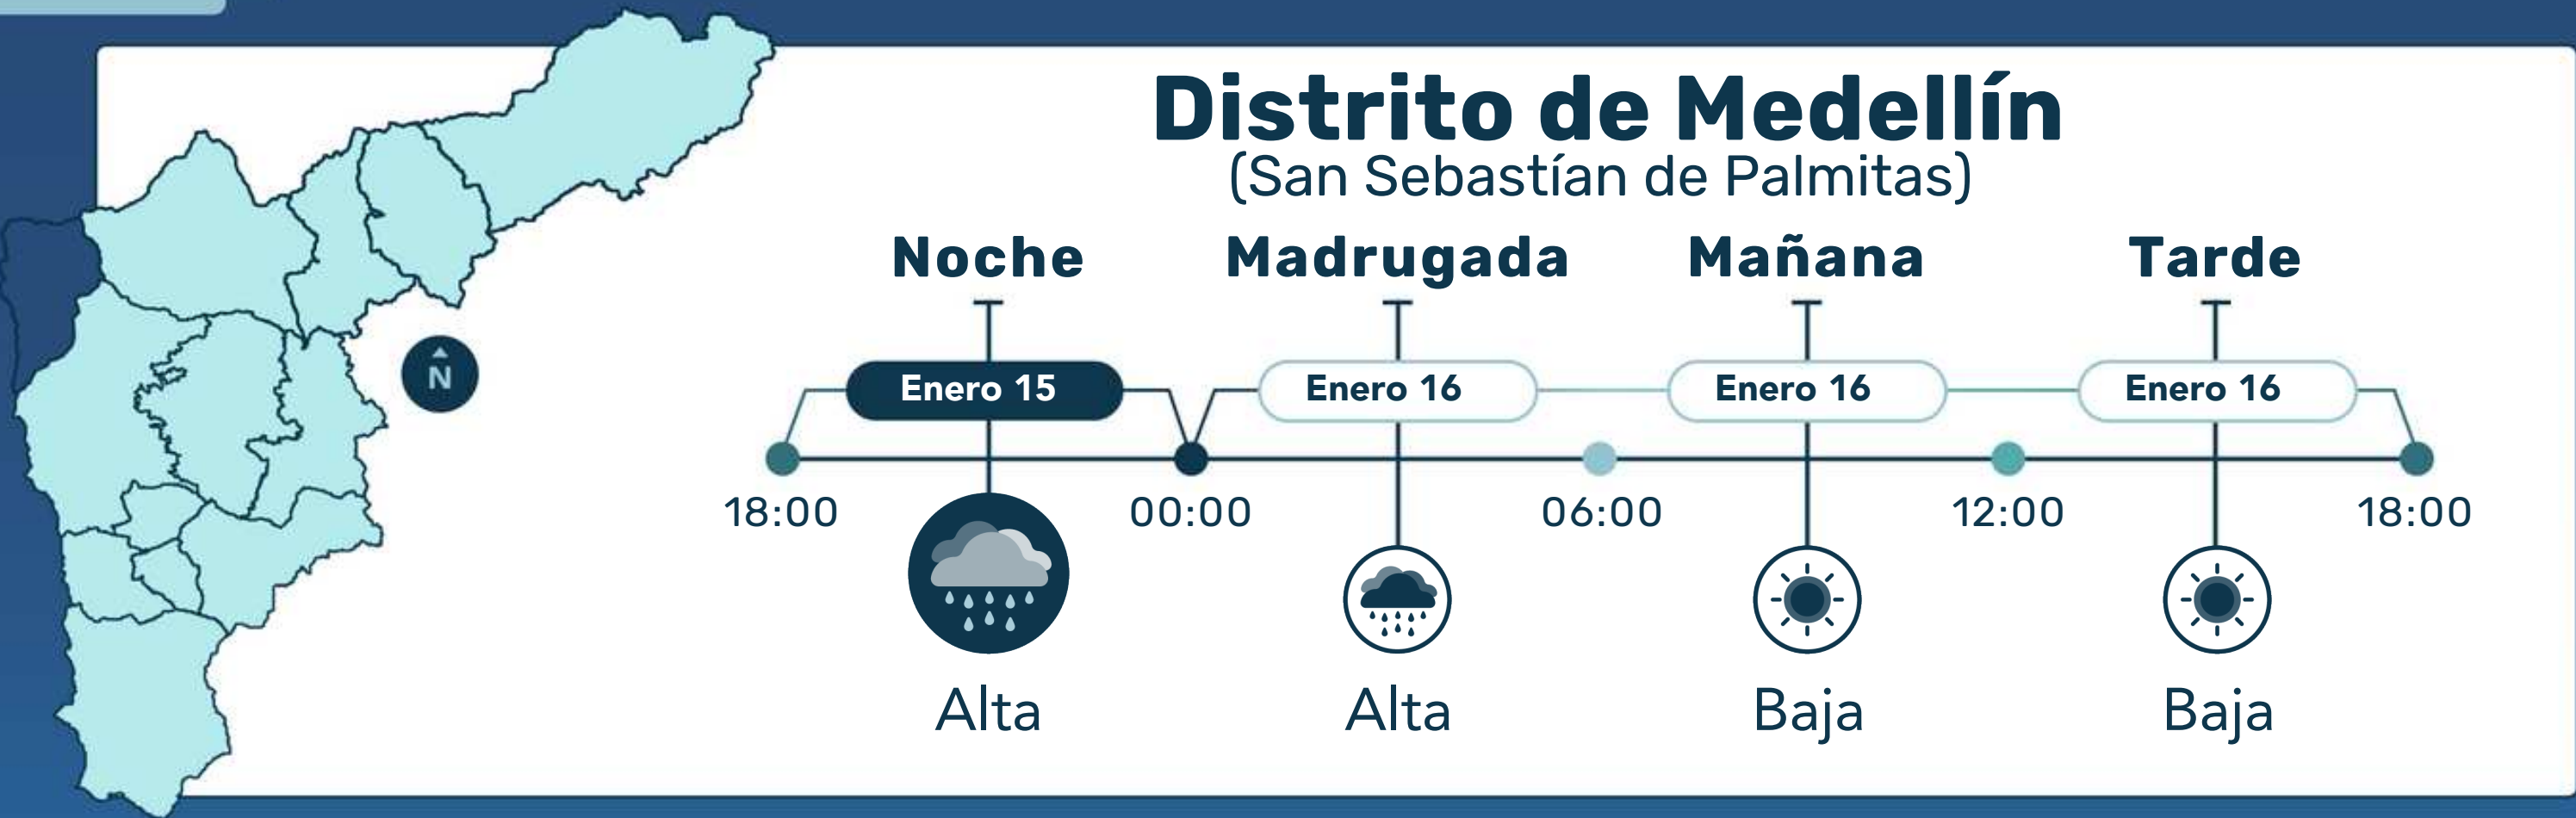 Distrito de Medellín
(San Sebastían de Palmitas)
Noche Madrugada Mañana Tarde
N
Enero 15 Enero 16 Enero 16 Enero 16
18:00 00:00 06:00 12:00 18:00
Alta Alta Baja Baja